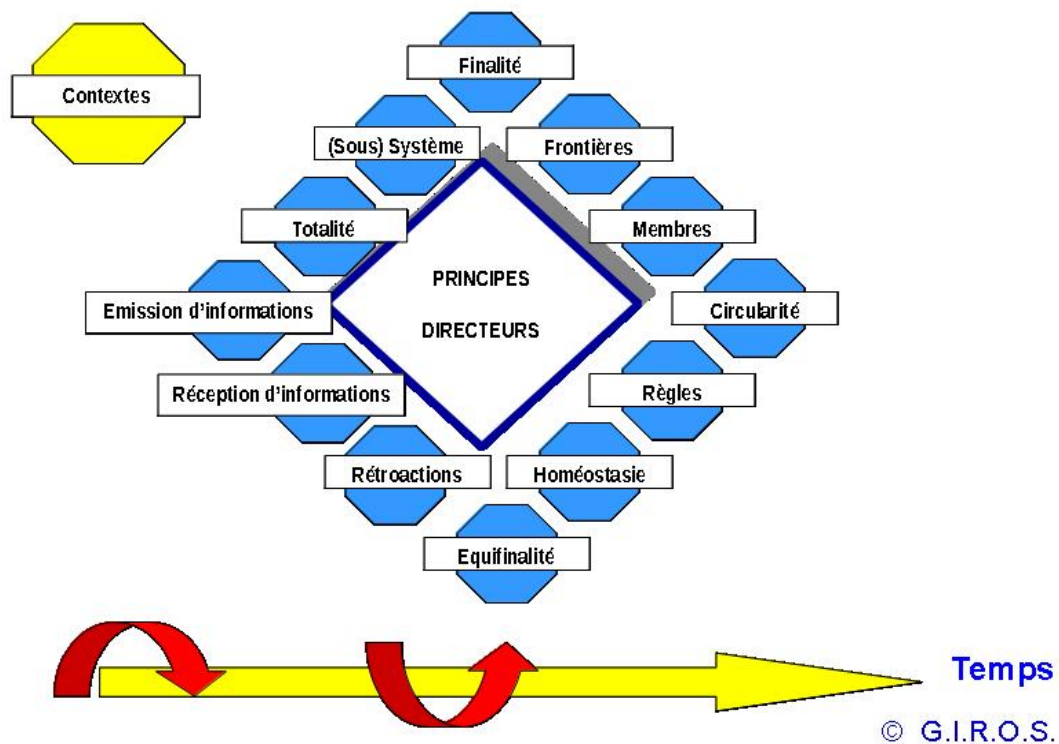 Finalité
Contextes
(Sous) Système
Frontières
Totalité
Membres
PRINCIPES
DIRECTEURS
Emission d'informations
Circularité
Réception d'informations
Règles
Rétroactions
Homéostasie
Equifinalité
Temps
© G.I.R.O.S.